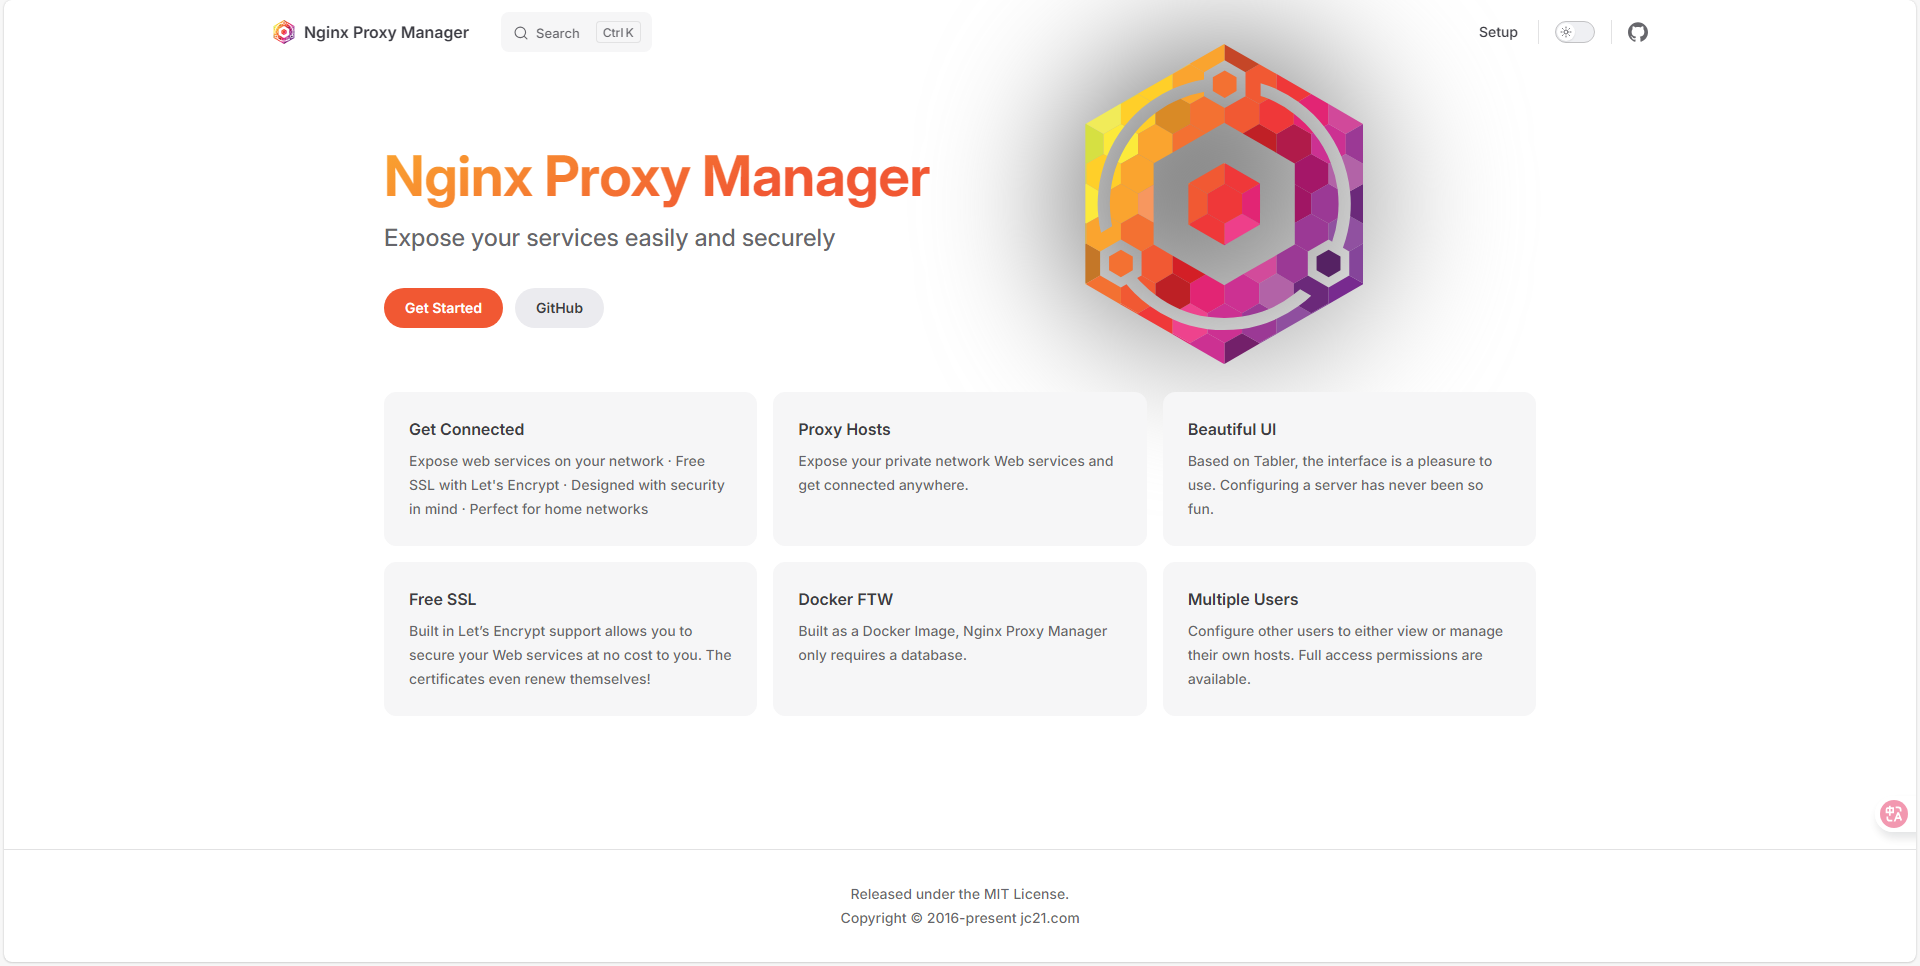 Nginx Proxy Manager
Search
Ctrl K
Setup
Nginx Proxy Manager
Expose your services easily and securely
Get Started
GitHub
Get Connected
Expose web services on your network · Free
SSL with Let's Encrypt · Designed with security
in mind · Perfect for home networks
Proxy Hosts
Expose your private network Web services and
get connected anywhere.
Beautiful UI
Based on Tabler, the interface is a pleasure to
use. Configuring a server has never been so
fun.
Free SSL
Built in Let’s Encrypt support allows you to
secure your Web services at no cost to you. The
certificates even renew themselves!
Docker FTW
Built as a Docker Image, Nginx Proxy Manager
only requires a database.
Multiple Users
Configure other users to either view or manage
their own hosts. Full access permissions are
available.
中A
Released under the MIT License.
Copyright © 2016-present jc21.com